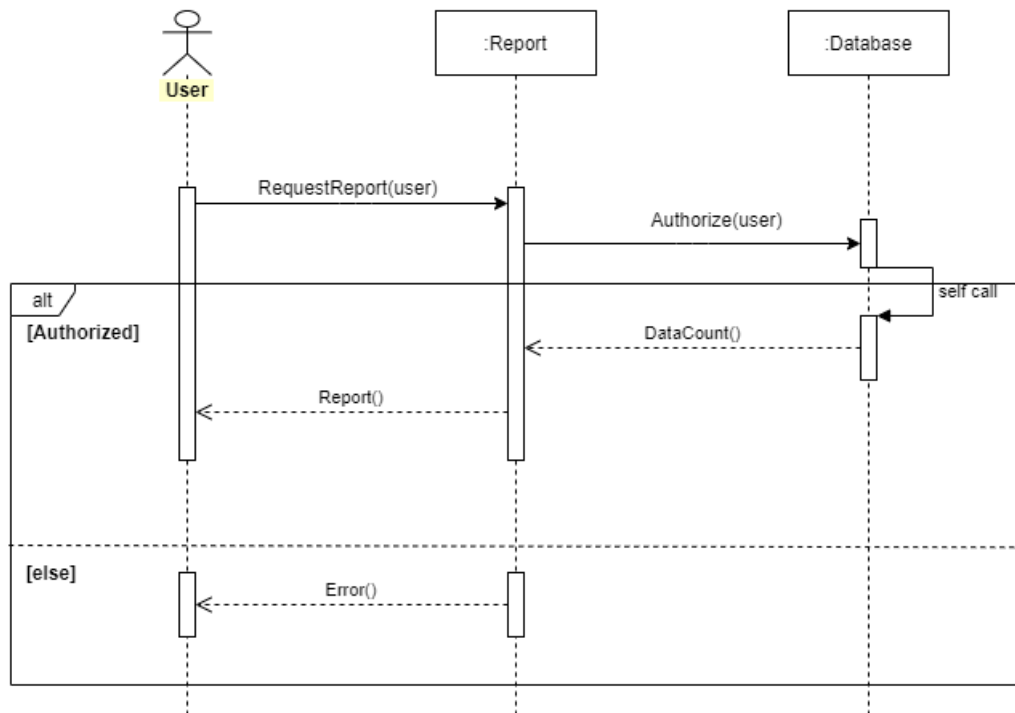 User
:Report
:Database
RequestReport(user)
Authorize(user)
self call
alt
[Authorized]
DataCount()
Report()
[else]
Error()